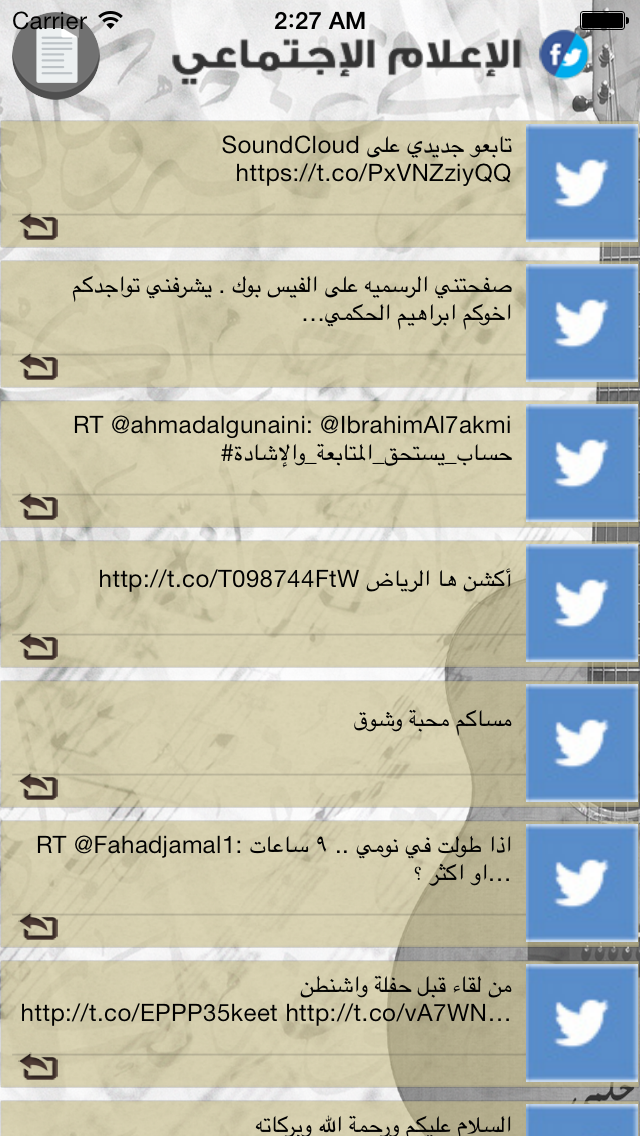 Carrier 2:27 AM
الإعلام الإجتماعي
تابعو جديدي على SoundCloud
https://t.co/PxVNZziyQQ
صفحتني الرسميه على الفيس بوك . يشرفني تواجدكم
اخوكم ابراهيم الحكمي...
RT @ahmadalgunaini: @IbrahimAl7akmi
#حساب_يستحق_المتابعة_والإشادة
أكشن ها الرياض http://t.co/T098744FtW
مساكم محبة وشوق
RT @Fahadjamal1: اذا طولت في نومي .. ٩ ساعات
او اكثر ؟...
من لقاء قبل حفلة واشنطن
http://t.co/EPPP35keet http://t.co/vA7WN...
السلام عليكم ورحمة الله وبركاته